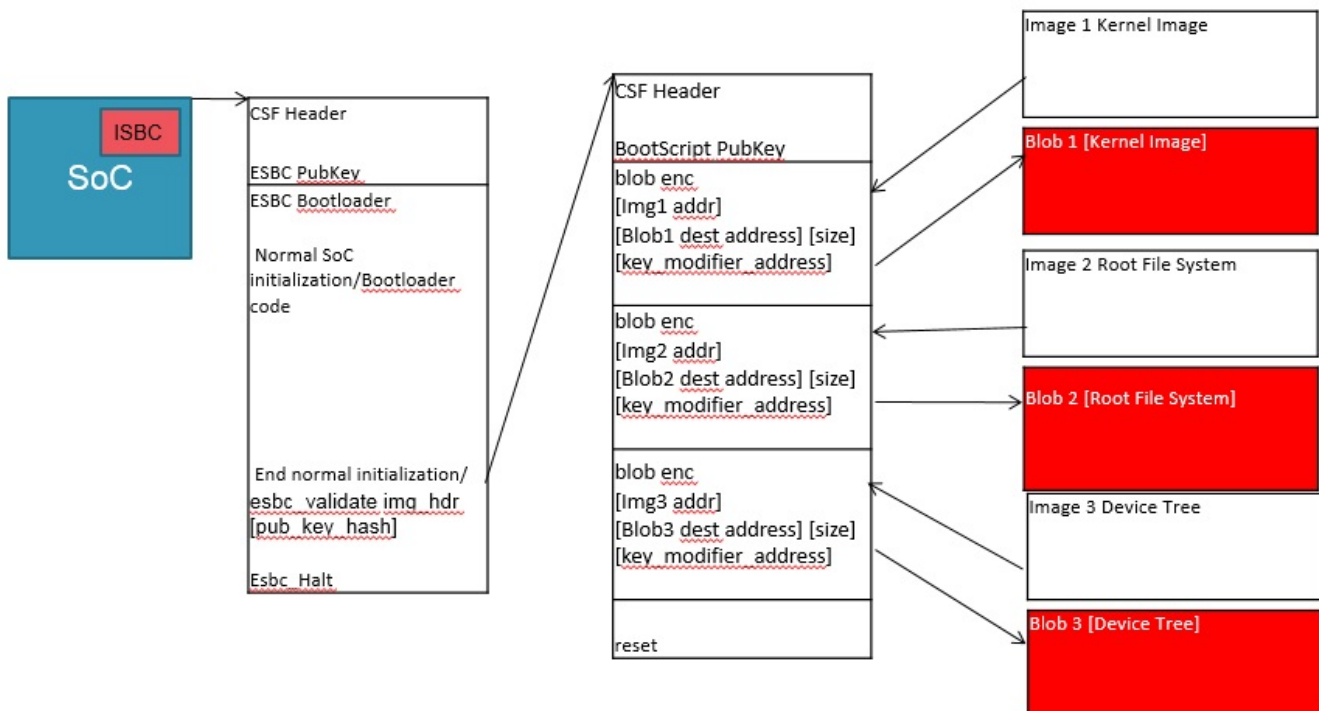 ISBC
SoC
CSF Header
ESBC PubKey
ESBC Bootloader
Normal SoC
initialization/Bootloader
code
End normal initialization/
esbc_validate img_hdr
[pub_key_hash]
Esbc_Halt
CSF Header
BootScript PubKey
blob enc
[Img1 addr]
[Blob1 dest address] [size]
[key_modifier_address]
blob enc
[Img2 addr]
[Blob2 dest address] [size]
[key_modifier_address]
blob enc
[Img3 addr]
[Blob3 dest address] [size]
[key_modifier_address]
reset
Image 1 Kernel Image
Blob 1 [Kernel Image]
Image 2 Root File System
Blob 2 [Root File System]
Image 3 Device Tree
Blob 3 [Device Tree]